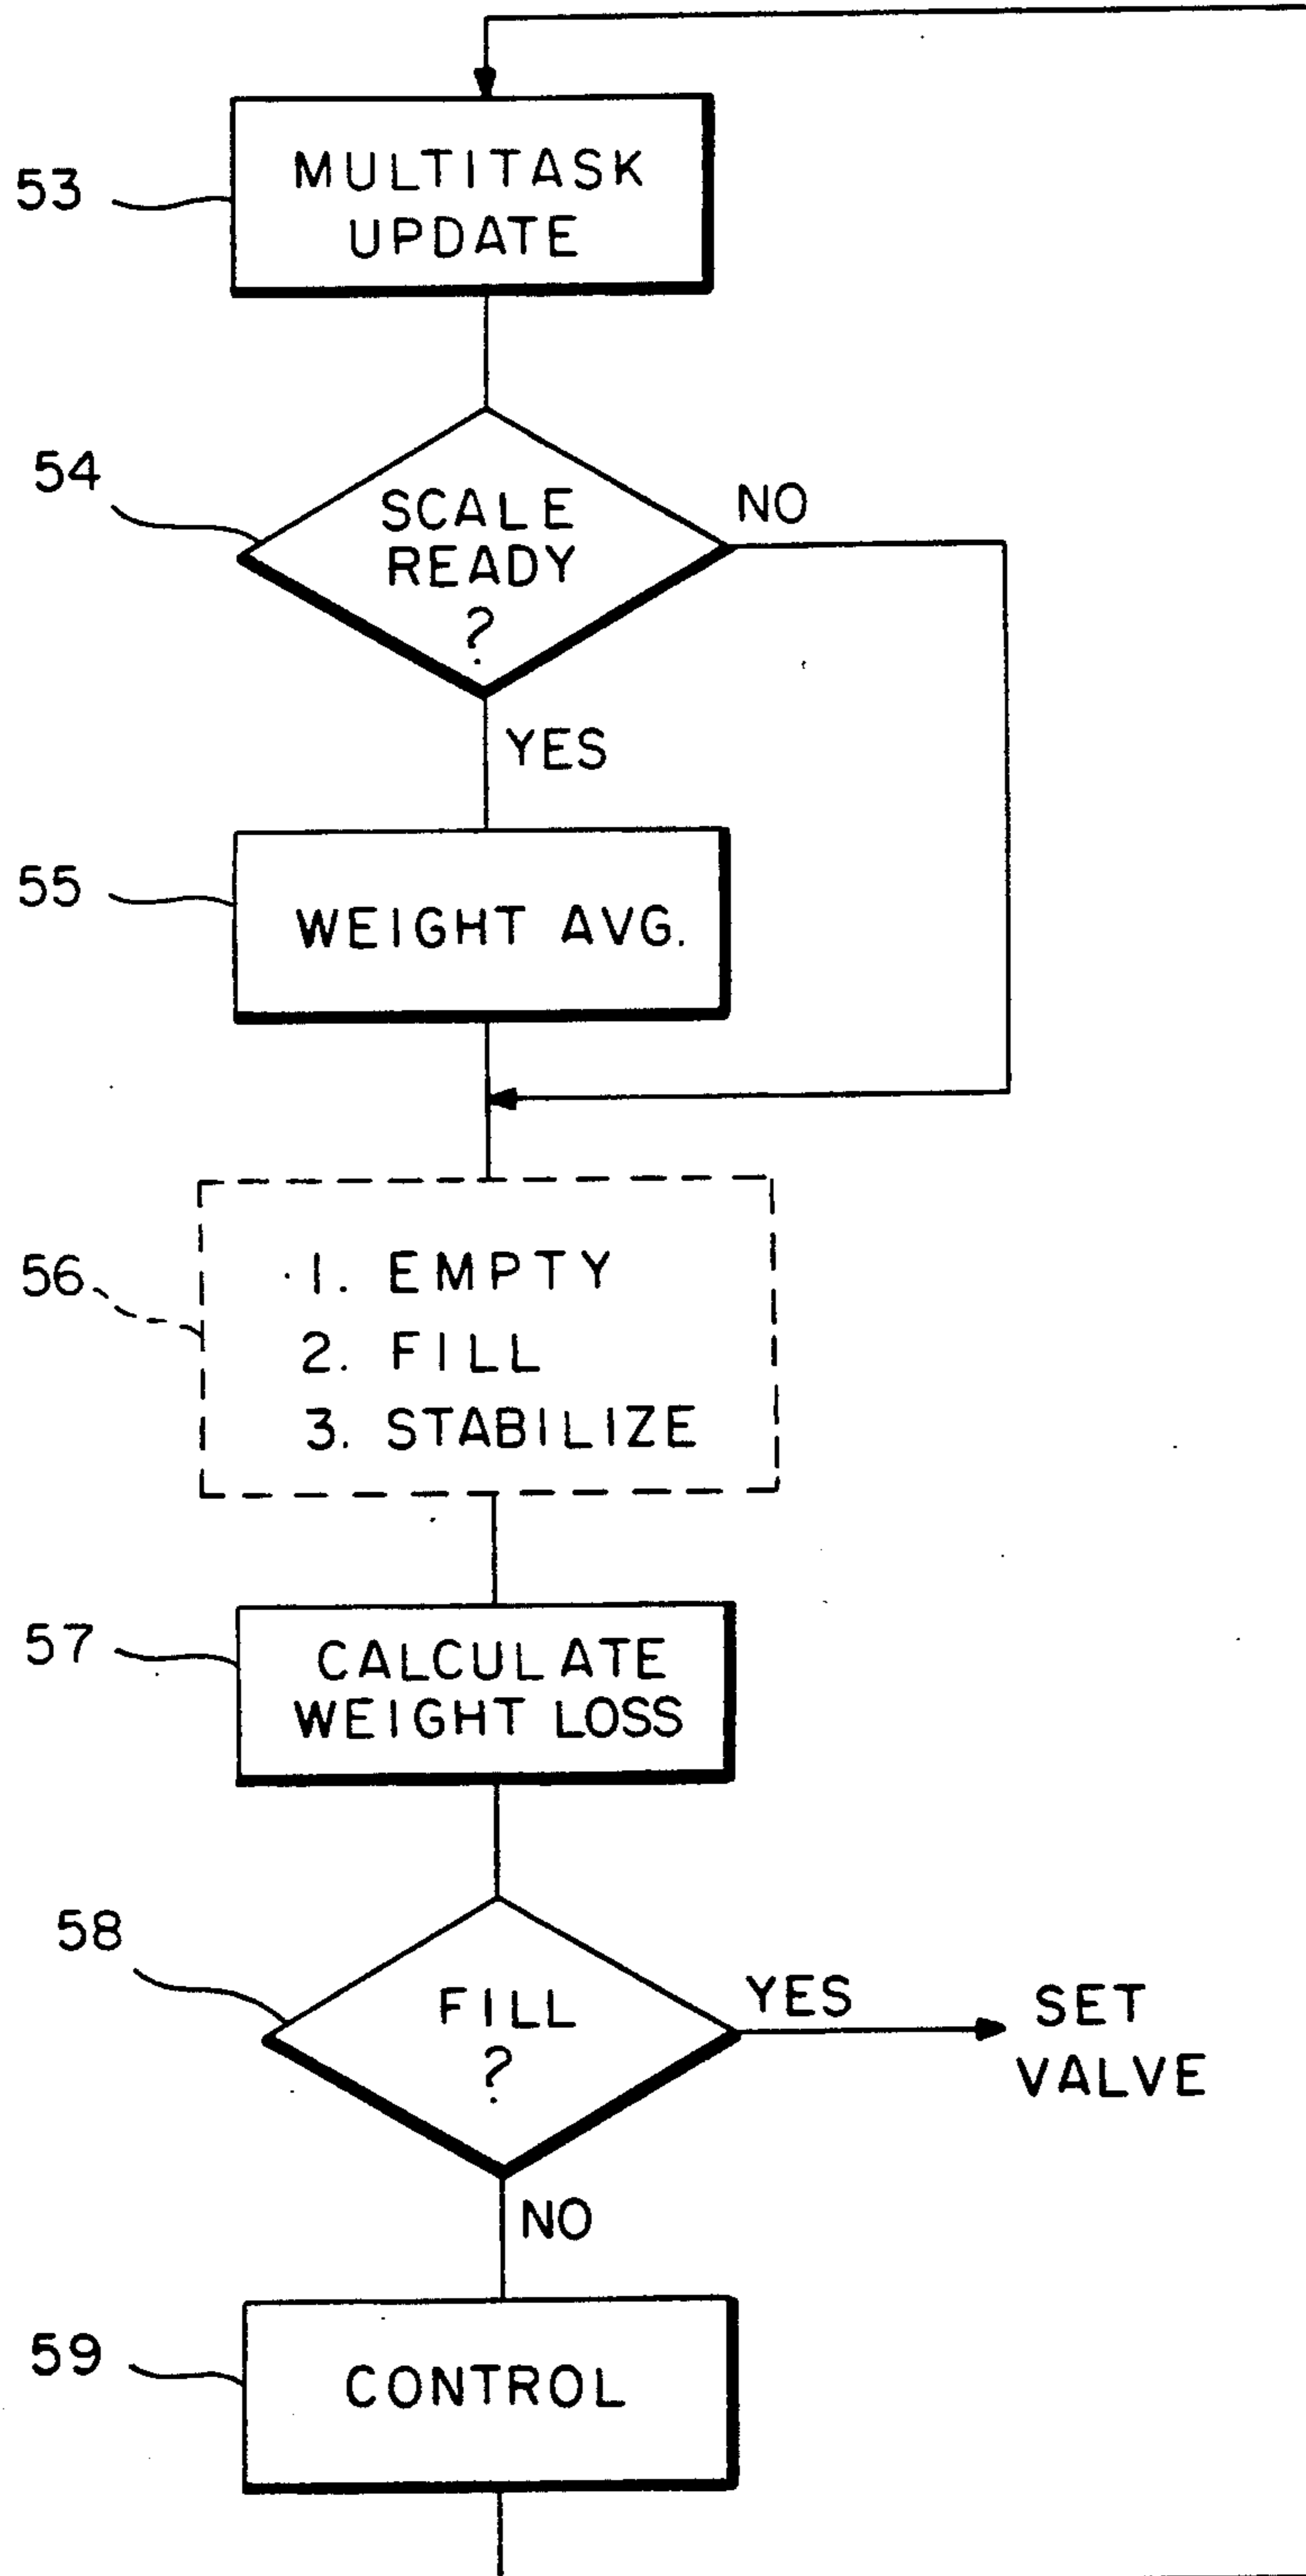 53
MULTITASK
UPDATE
54
SCALE
READY
?
NO
YES
55
WEIGHT AVG.
56
1. EMPTY
2. FILL
3. STABILIZE
57
CALCULATE
WEIGHT LOSS
58
FILL
?
YES
SET
VALVE
NO
59
CONTROL